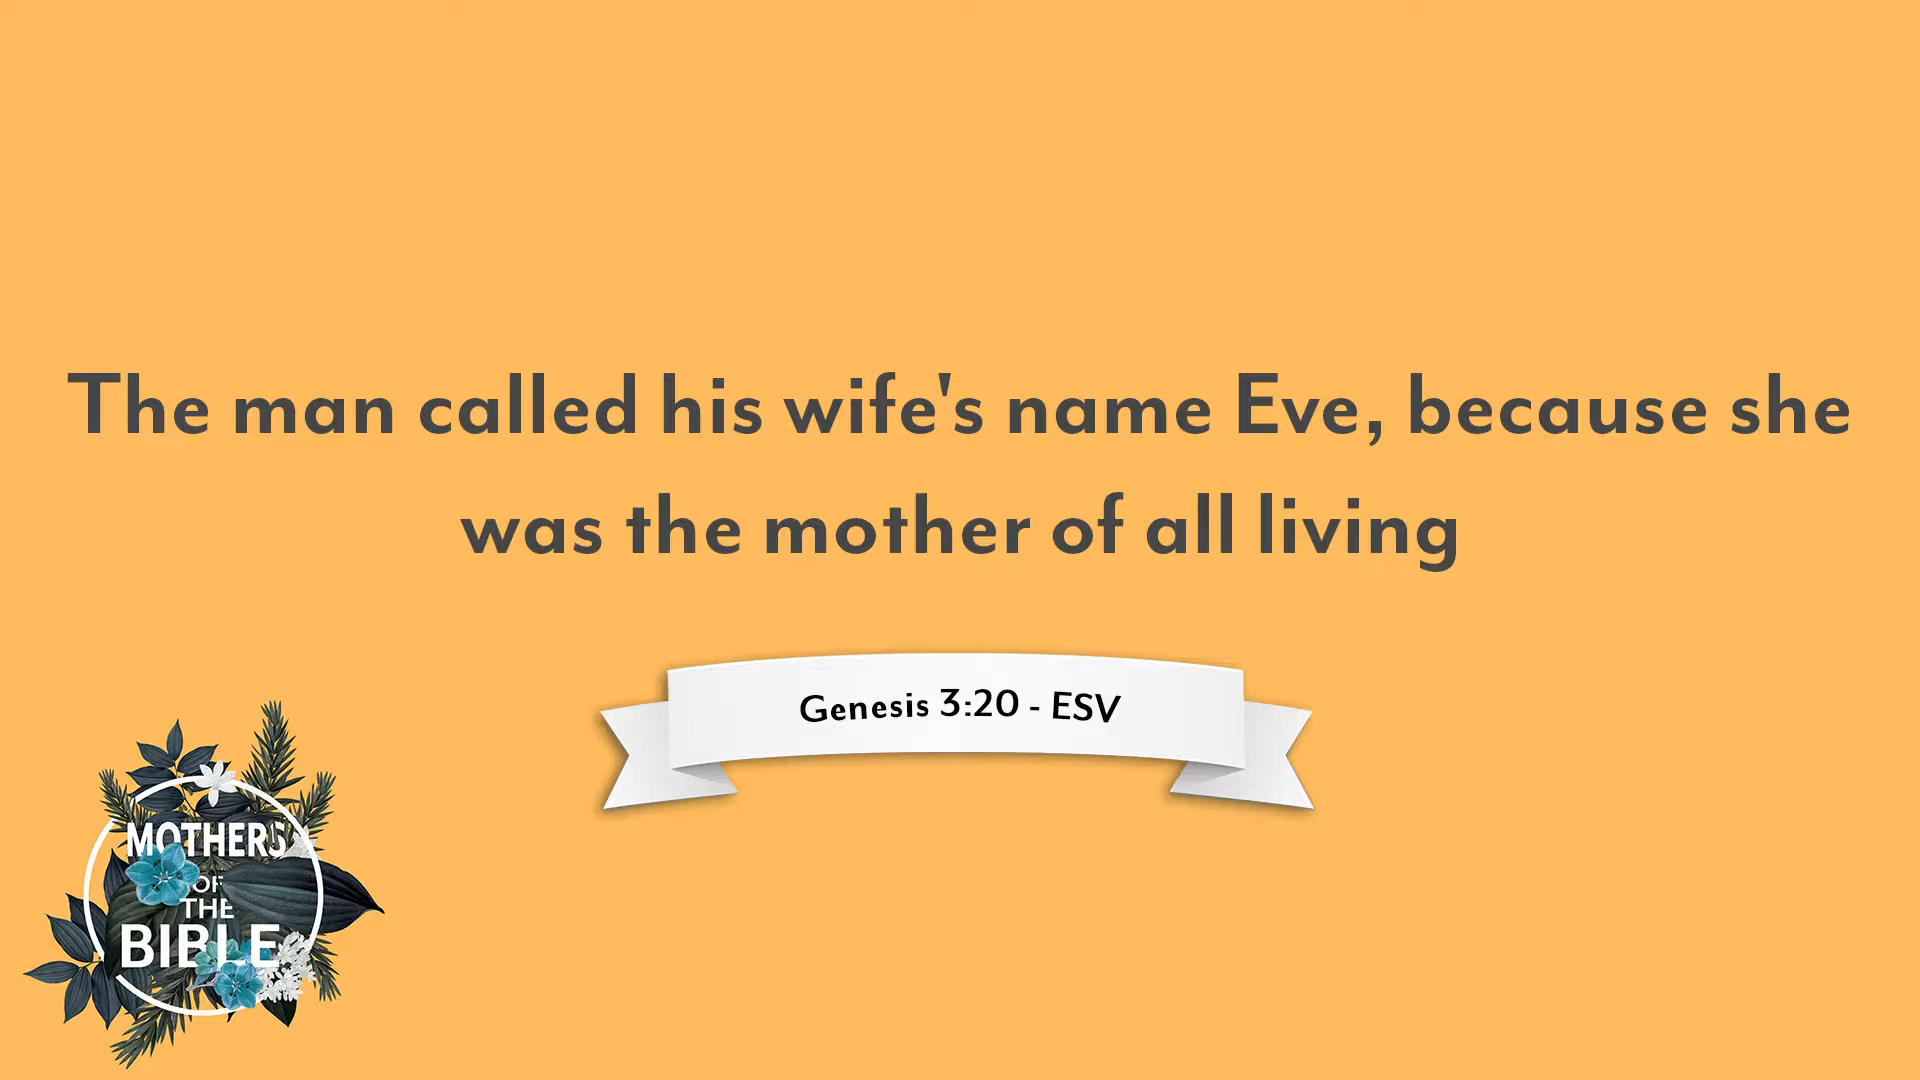 The man called his wife's name Eve, because she
was the mother of all living
Genesis 3:20 - ESV
MOTHERS
OF
THE
BIBLE